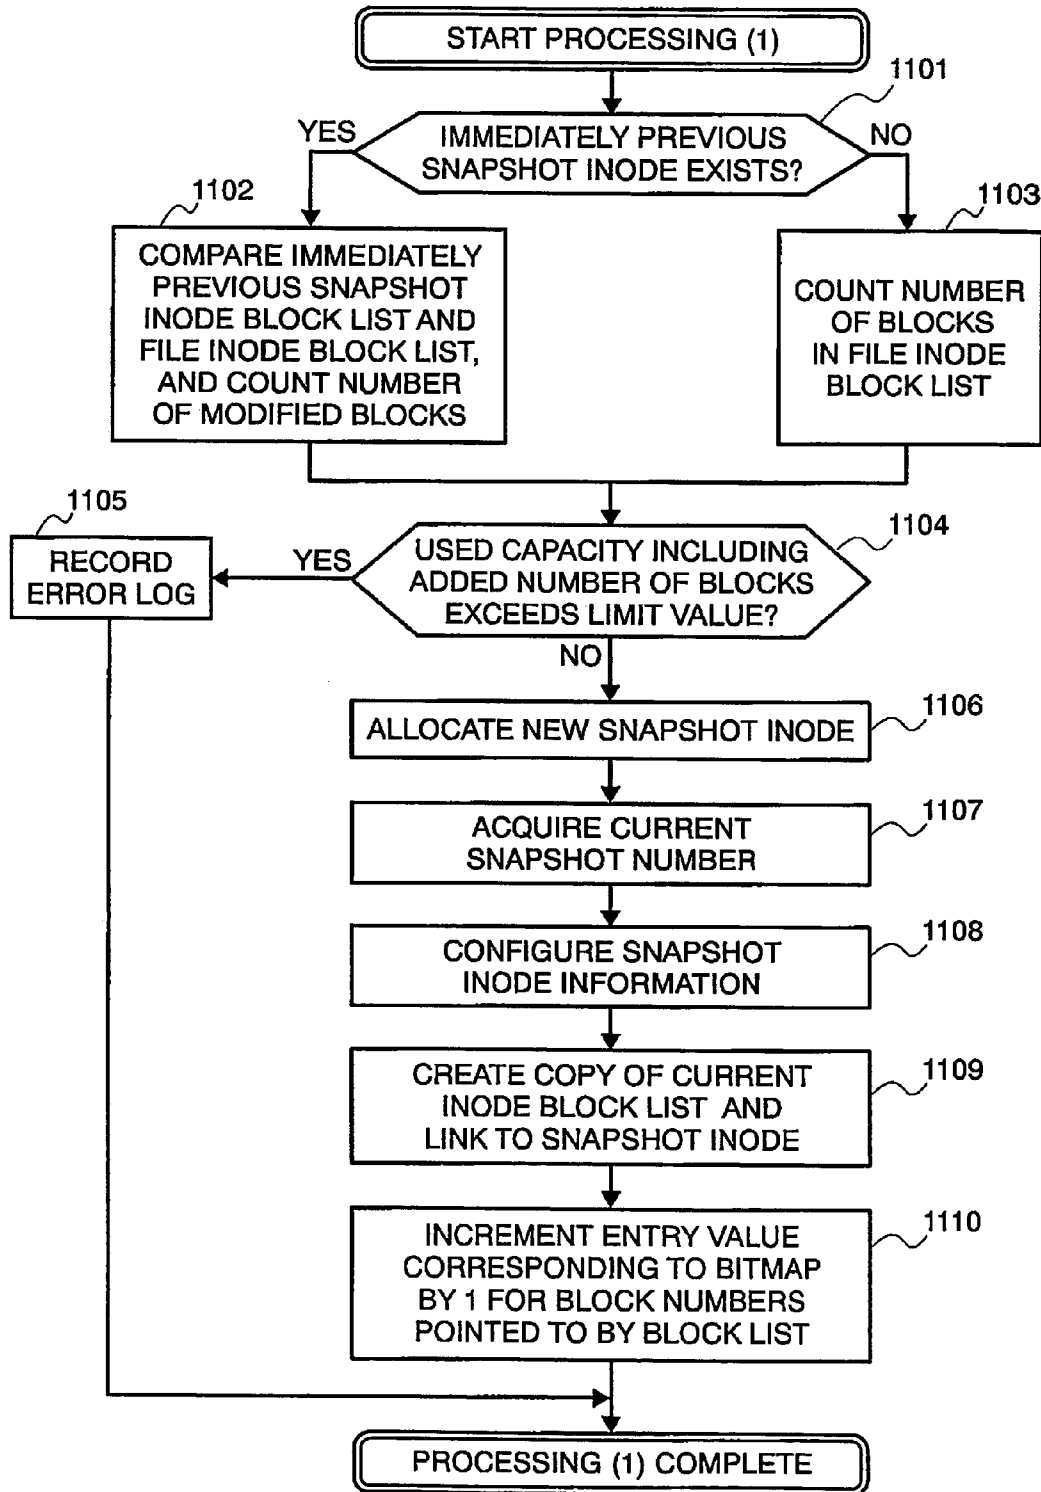 START PROCESSING (1)
1101
YES
IMMEDIATELY PREVIOUS
SNAPSHOT INODE EXISTS?
NO
1102
COMPARE IMMEDIATELY
PREVIOUS SNAPSHOT
INODE BLOCK LIST AND
FILE INODE BLOCK LIST,
AND COUNT NUMBER
OF MODIFIED BLOCKS
1103
COUNT NUMBER
OF BLOCKS
IN FILE INODE
BLOCK LIST
1104
USED CAPACITY INCLUDING
ADDED NUMBER OF BLOCKS
EXCEEDS LIMIT VALUE?
YES
1105
RECORD
ERROR LOG
NO
1106
ALLOCATE NEW SNAPSHOT INODE
1107
ACQUIRE CURRENT
SNAPSHOT NUMBER
1108
CONFIGURE SNAPSHOT
INODE INFORMATION
1109
CREATE COPY OF CURRENT
INODE BLOCK LIST AND
LINK TO SNAPSHOT INODE
1110
INCREMENT ENTRY VALUE
CORRESPONDING TO BITMAP
BY 1 FOR BLOCK NUMBERS
POINTED TO BY BLOCK LIST
PROCESSING (1) COMPLETE